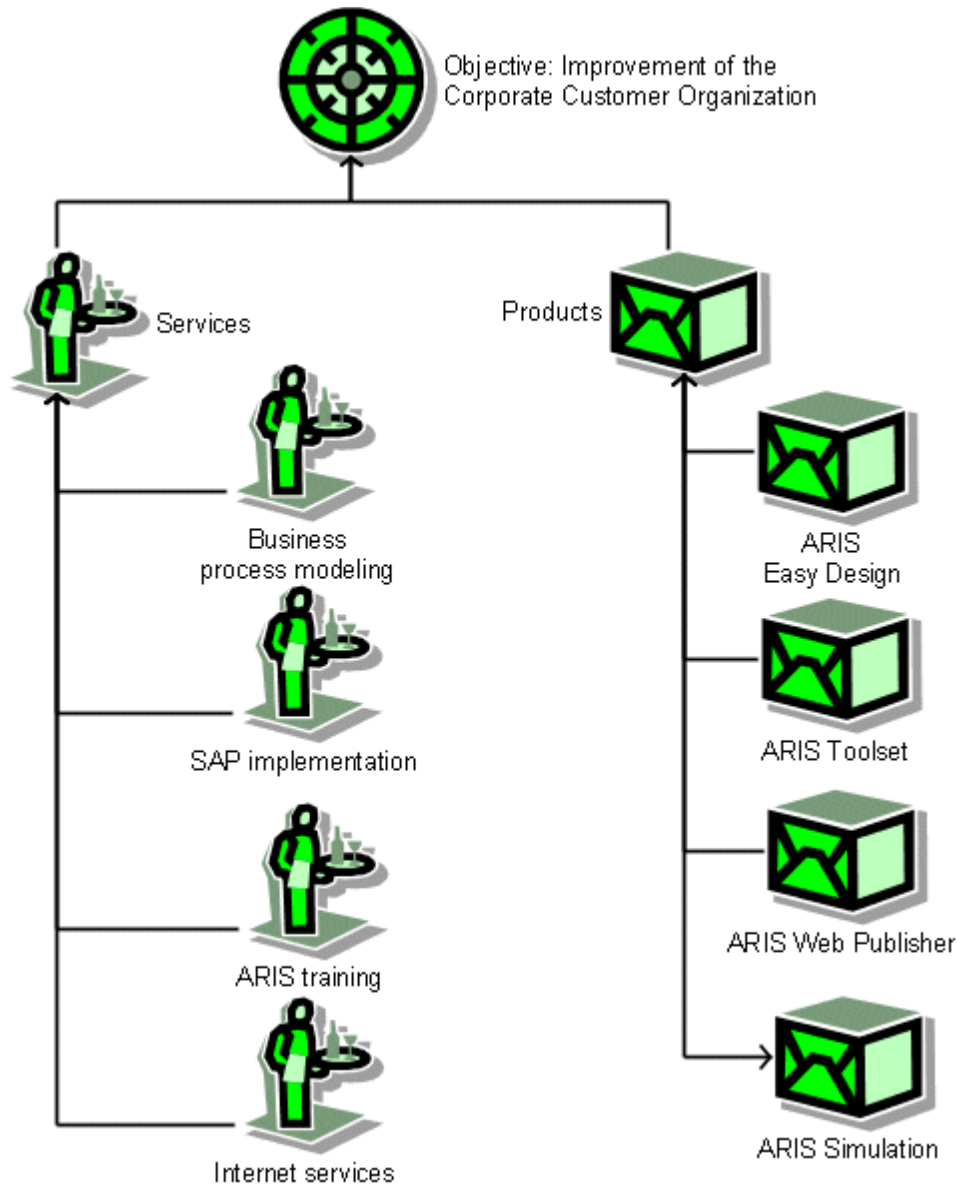 Objective: Improvement of the
Corporate Customer Organization
Services
Products
Business
process modeling
SAP implementation
ARIS training
Internet services
ARIS
Easy Design
ARIS Toolset
ARIS Web Publisher
ARIS Simulation